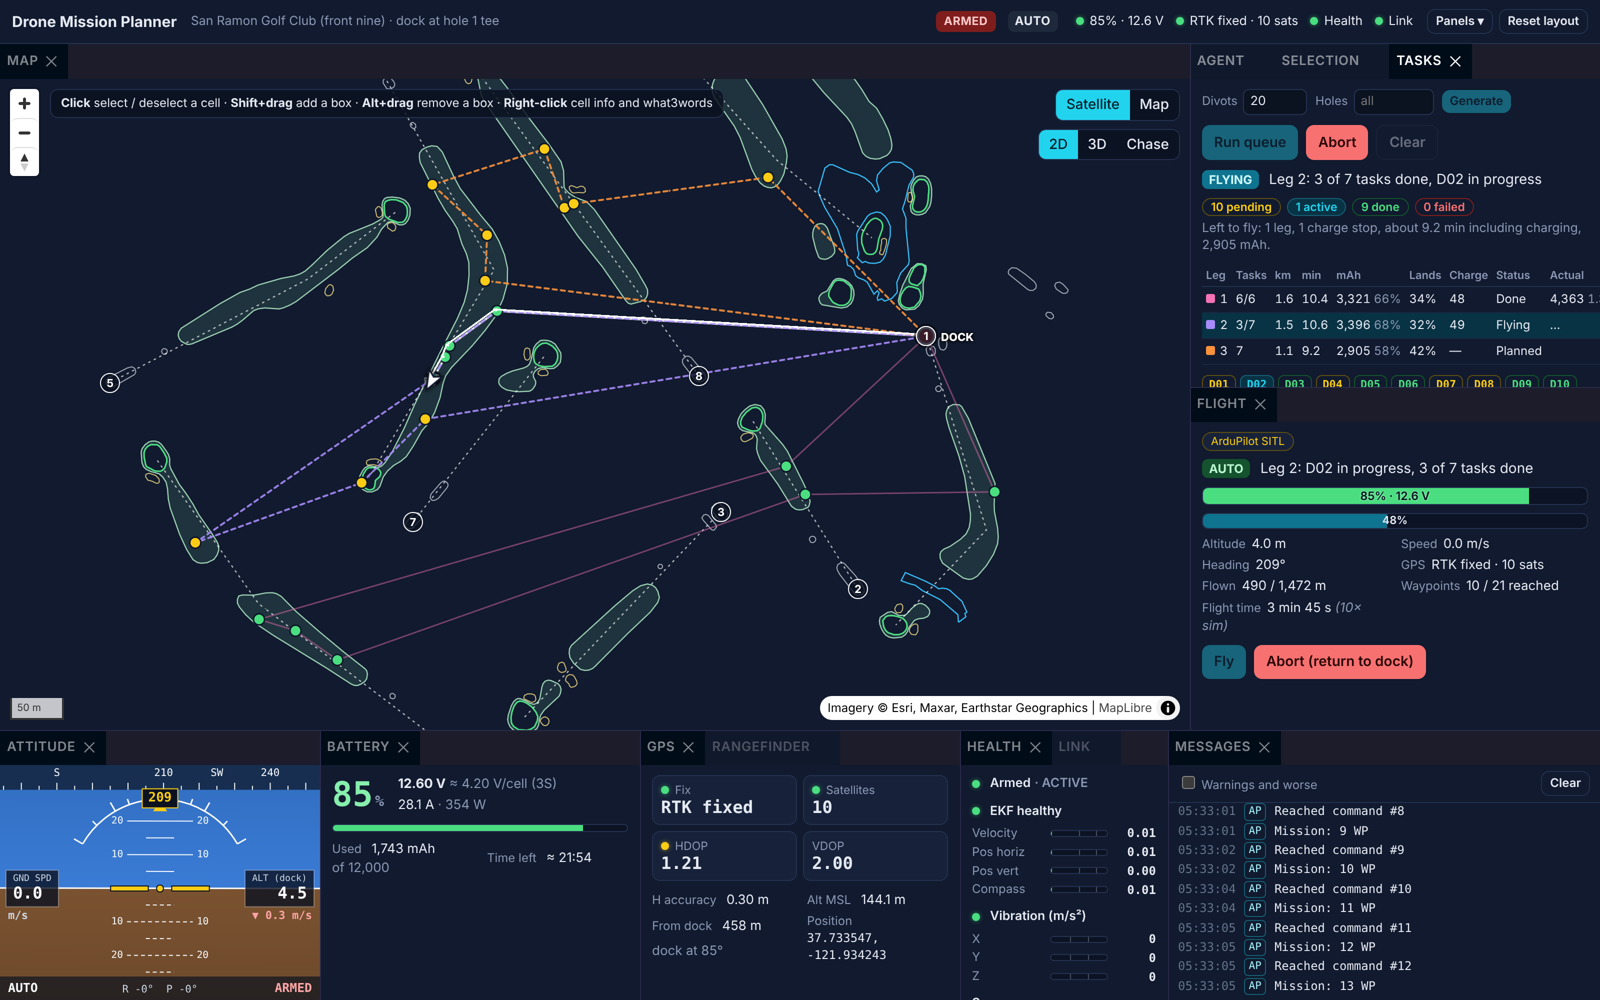 Drone Mission Planner
San Ramon Golf Club (front nine) · dock at hole 1 tee
ARMED
AUTO
85% · 12.6 V
RTK fixed · 10 sats
Health
Link
Panels ▾
Reset layout
MAP
Click select / deselect a cell · Shift+drag add a box · Alt+drag remove a box · Right-click cell info and what3words
Satellite Map
2D 3D Chase
5
8
1 DOCK
7
3
2
50 m
Imagery © Esri, Maxar, Earthstar Geographics | MapLibre
AGENT SELECTION TASKS
Divots 20 Holes all Generate
Run queue Abort Clear
FLYING Leg 2: 3 of 7 tasks done, D02 in progress
10 pending 1 active 9 done 0 failed
Left to fly: 1 leg, 1 charge stop, about 9.2 min including charging,
2,905 mAh.
Leg Tasks km min mAh Lands Charge Status Actual
1 6/6 1.6 10.4 3,321 66% 34% 48 Done 4,363
2 3/7 1.5 10.6 3,396 68% 32% 49 Flying ...
3 7 1.1 9.2 2,905 58% 42% — Planned
D01 D02 D03 D04 D05 D06 D07 D08 D09 D10
FLIGHT
ArduPilot SITL
AUTO Leg 2: D02 in progress, 3 of 7 tasks done
85% · 12.6 V
48%
Altitude 4.0 m Speed 0.0 m/s
Heading 209° GPS RTK fixed · 10 sats
Flown 490 / 1,472 m Waypoints 10 / 21 reached
Flight time 3 min 45 s (10×
sim)
Fly Abort (return to dock)
ATTITUDE
S 210 SW 240
209
20 20
10 10
GND SPD
0.0
m/s
ALT (dock)
4.5
▼ 0.3 m/s
10 10
20 20
AUTO R -0° P -0° ARMED
BATTERY
85%
12.60 V ≈ 4.20 V/cell (3S)
28.1 A · 354 W
Used 1,743 mAh
of 12,000
Time left ≈ 21:54
GPS RANGEFINDER
Fix
RTK fixed
Satellites
10
HDOP
1.21
VDOP
2.00
H accuracy 0.30 m
Alt MSL 144.1 m
From dock 458 m
Position
37.733547,
-121.934243
dock at 85°
HEALTH LINK
Armed · ACTIVE
EKF healthy
Velocity 0.01
Pos horiz 0.01
Pos vert 0.00
Compass 0.01
Vibration (m/s²)
X 0
Y 0
Z 0
MESSAGES
Warnings and worse
Clear
05:33:01 AP Reached command #8
05:33:01 AP Mission: 9 WP
05:33:02 AP Reached command #9
05:33:02 AP Mission: 10 WP
05:33:04 AP Reached command #10
05:33:04 AP Mission: 11 WP
05:33:05 AP Reached command #11
05:33:05 AP Mission: 12 WP
05:33:05 AP Reached command #12
05:33:05 AP Mission: 13 WP